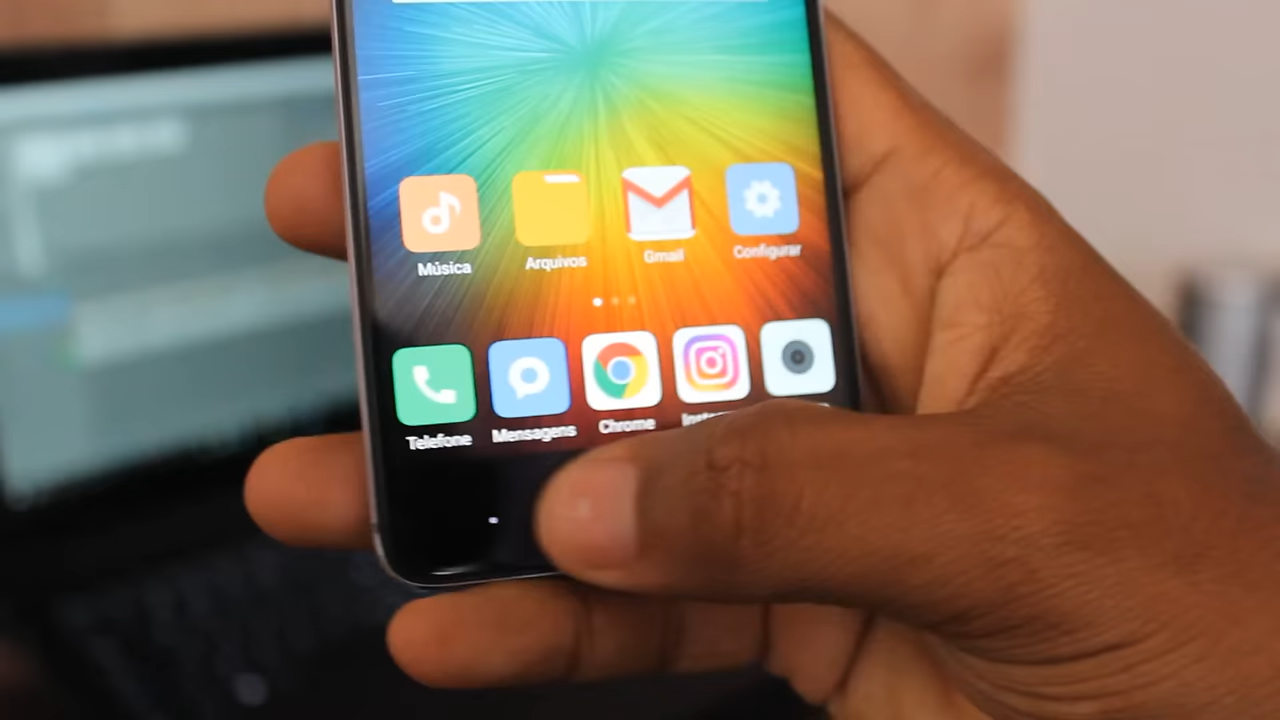 Música
Arquivos
Gmail
Configurar
Telefone
Mensagens
Chrome